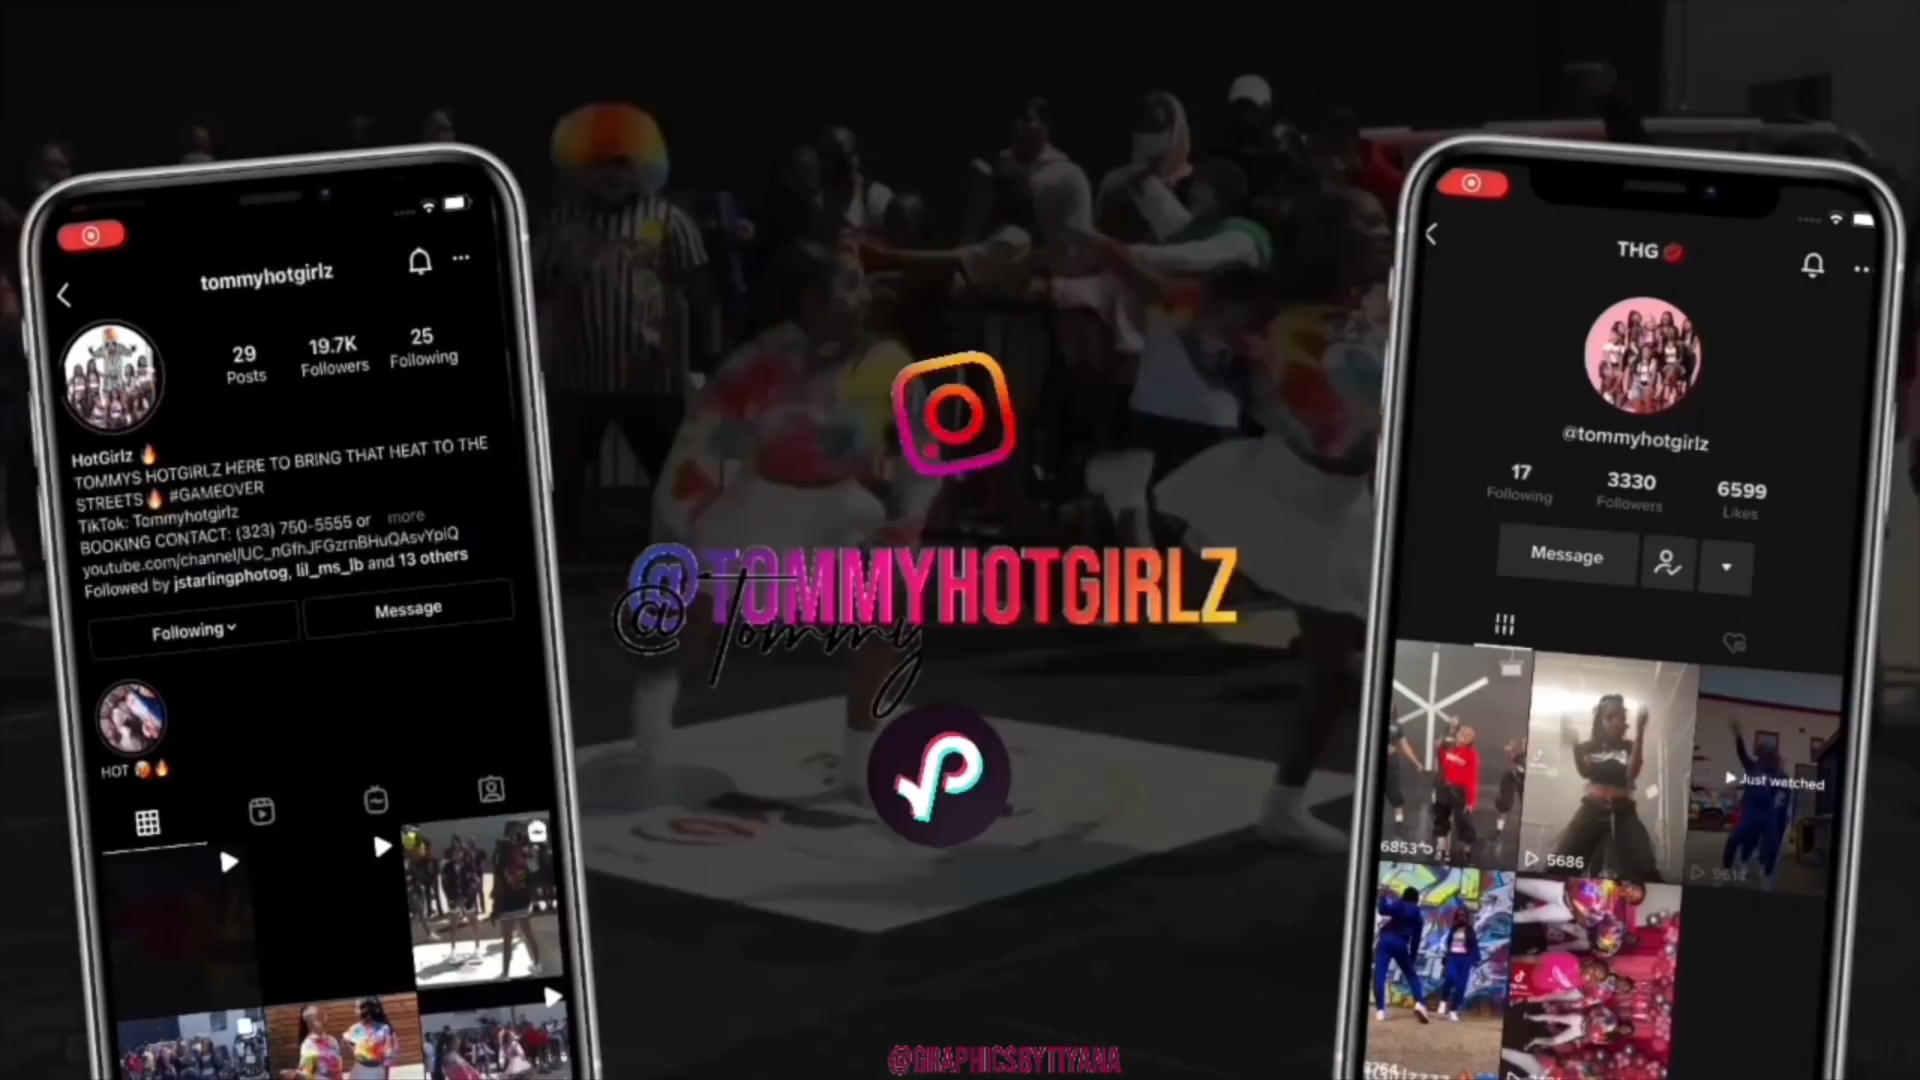 tommyhotgirlz
29 19.7K 25
Posts Followers Following
HotGirlz 🔥
TOMMYS HOTGIRLZ HERE TO BRING THAT HEAT TO THE
STREETS🔥 #GAMEOVER
TikTok: Tommyhotgirlz
BOOKING CONTACT: (323) 750-5555 or more
youtube.com/channel/UC_nGfhJFGzrnBHuQAsvYpiQ
Followed by jstarlingphotog, lil_ms_lb and 13 others
Following Message
HOT 🥵🔥
@TOMMYHOTGIRLZ
@Tommy
THG
@tommyhotgirlz
17 3330 6599
Following Followers Likes
Message
Just watched
6853
5686
9614
@GRAPHICSBYTIYANA